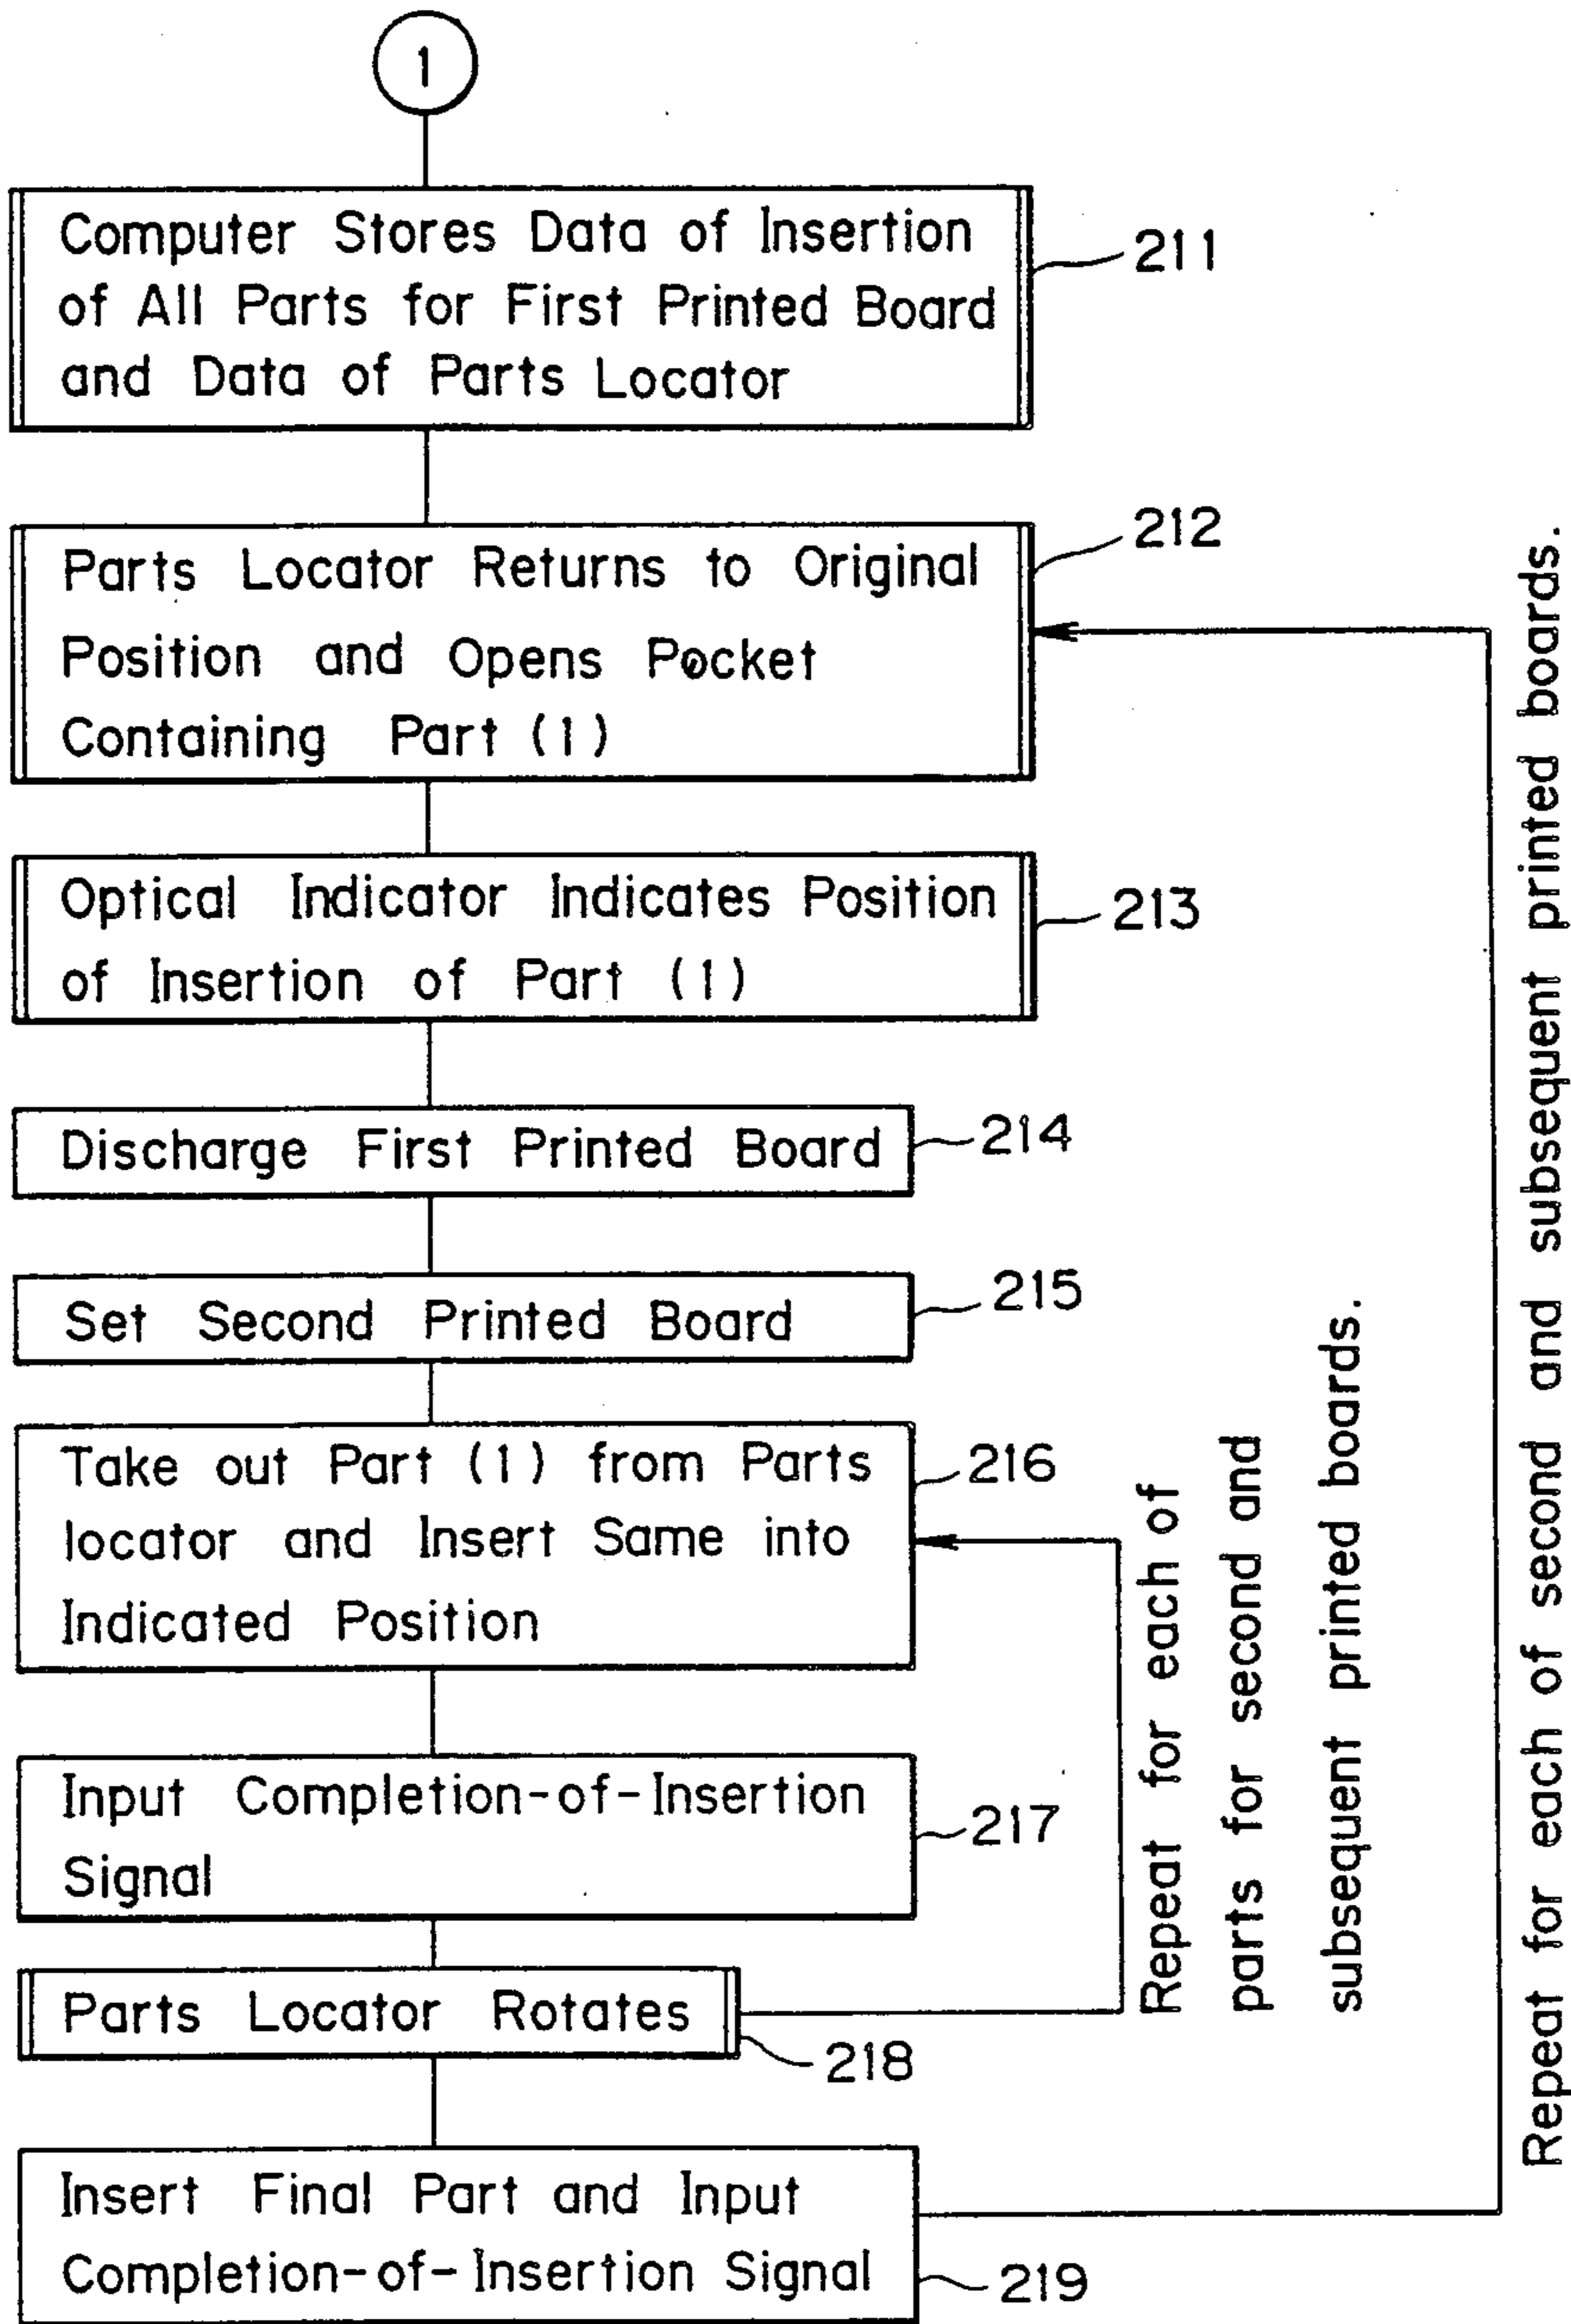 1
Computer Stores Data of Insertion
of All Parts for First Printed Board
and Data of Parts Locator
211
Parts Locator Returns to Original
Position and Opens Pocket
Containing Part (1)
212
Optical Indicator Indicates Position
of Insertion of Part (1)
213
Discharge First Printed Board
214
Set Second Printed Board
215
Take out Part (1) from Parts
locator and Insert Same into
Indicated Position
216
Input Completion-of-Insertion
Signal
217
Parts Locator Rotates
218
Insert Final Part and Input
Completion-of-Insertion Signal
219
Repeat for each of
parts for second and
subsequent printed boards.
Repeat for each of second and subsequent printed boards.